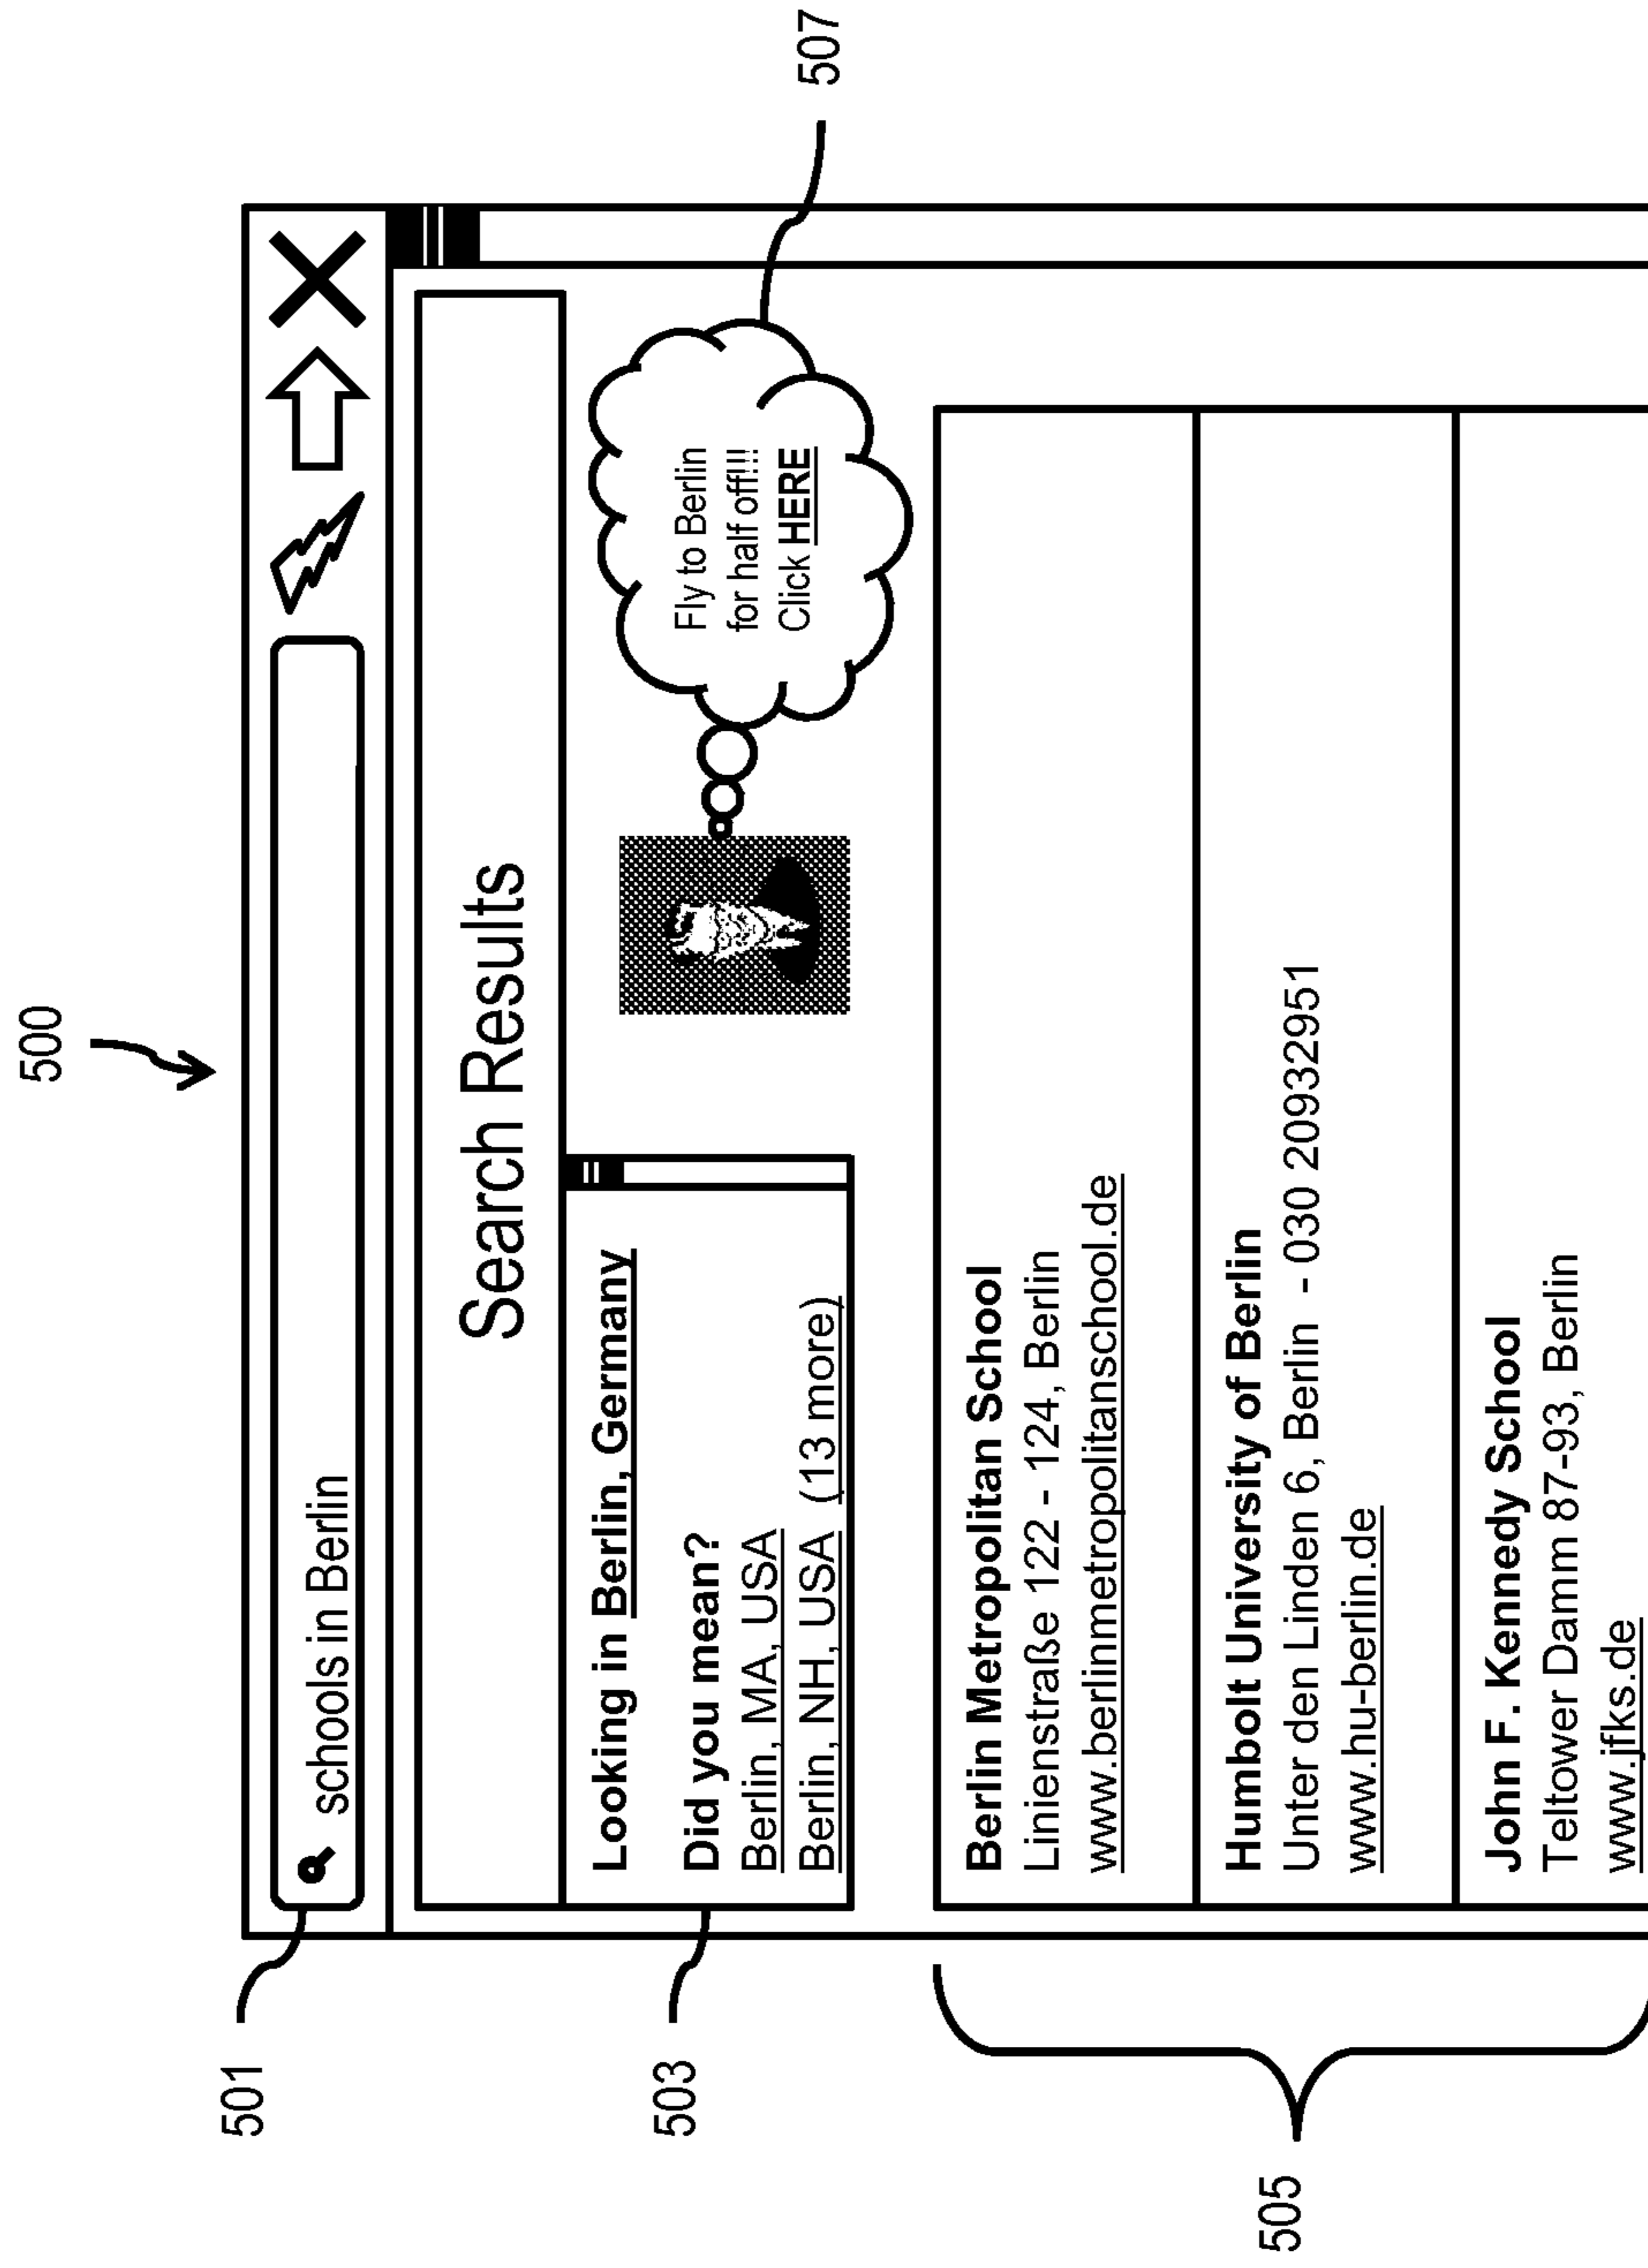 500
501
schools in Berlin
Search Results
503
Looking in Berlin, Germany
Did you mean?
Berlin, MA, USA
Berlin, NH, USA (13 more)
Fly to Berlin
for half off!!!
Click HERE
507
505
Berlin Metropolitan School
Linienstraße 122 - 124, Berlin
www.berlinmetropolitanschool.de
Humbolt University of Berlin
Unter den Linden 6, Berlin - 030 20932951
www.hu-berlin.de
John F. Kennedy School
Teltower Damm 87-93, Berlin
www.jfks.de